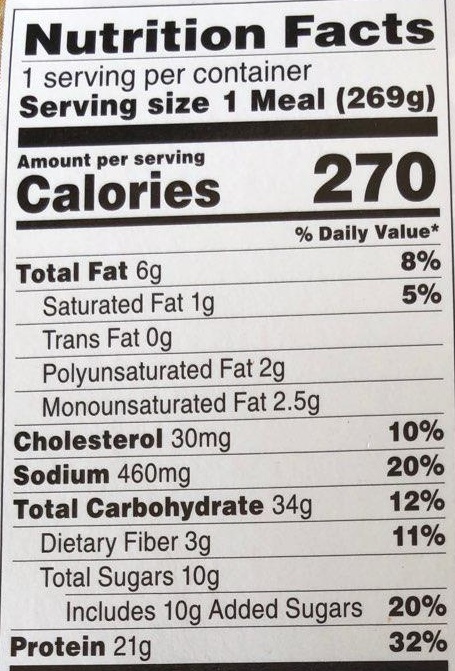 Nutrition Facts
1 serving per container
Serving size 1 Meal (269g)
Amount per serving
Calories 270
% Daily Value*
Total Fat 6g 8%
Saturated Fat 1g 5%
Trans Fat 0g
Polyunsaturated Fat 2g
Monounsaturated Fat 2.5g
Cholesterol 30mg 10%
Sodium 460mg 20%
Total Carbohydrate 34g 12%
Dietary Fiber 3g 11%
Total Sugars 10g
Includes 10g Added Sugars 20%
Protein 21g 32%